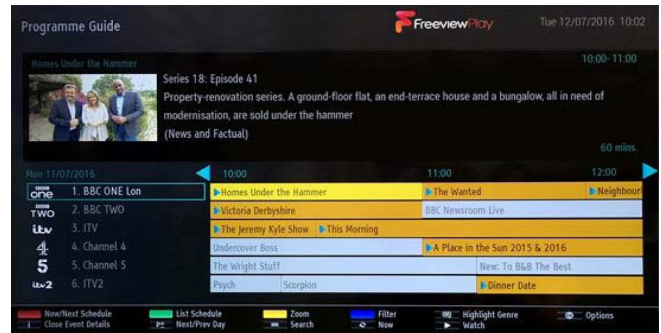 Programme Guide
FreeviewPlay
Tue 12/07/2016 10:02
Homes Under the Hammer
10:00-11:00
Series 18: Episode 41
Property-renovation series. A ground-floor flat, an end-terrace house and a bungalow, all in need of
modernisation, are sold under the hammer
(News and Factual)
60 mins.
Mon 11/07/2016
10:00
11:00
12:00
BBC one 1. BBC ONE Lon
Homes Under the Hammer
The Wanted
Neighbour
BBC TWO 2. BBC TWO
Victoria Derbyshire
BBC Newsroom Live
itv 3. ITV
The Jeremy Kyle Show
This Morning
4 4. Channel 4
Undercover Boss
A Place in the Sun 2015 & 2016
5 5. Channel 5
The Wright Stuff
New: To B&B The Best
itv2 6. ITV2
Psych
Scorpion
Dinner Date
Now/Next Schedule
List Schedule
Zoom
Filter
Highlight Genre
Options
i Close Event Details
P± Next/Prev Day
Search
Now
Watch